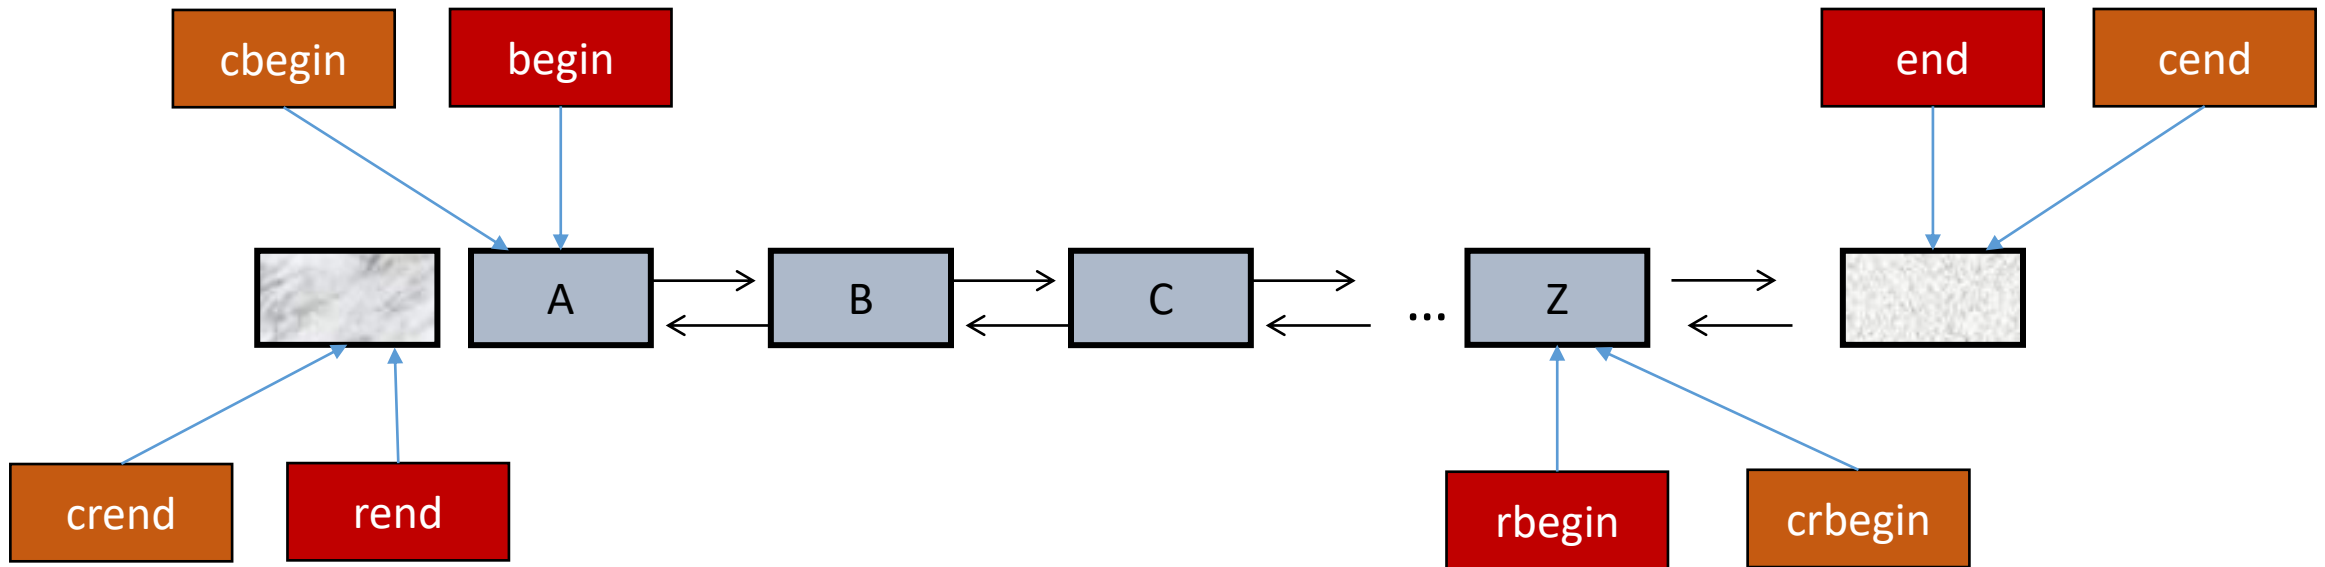 cbegin
begin
end
cend
A
B
C
...
Z
crend
rend
rbegin
crbegin